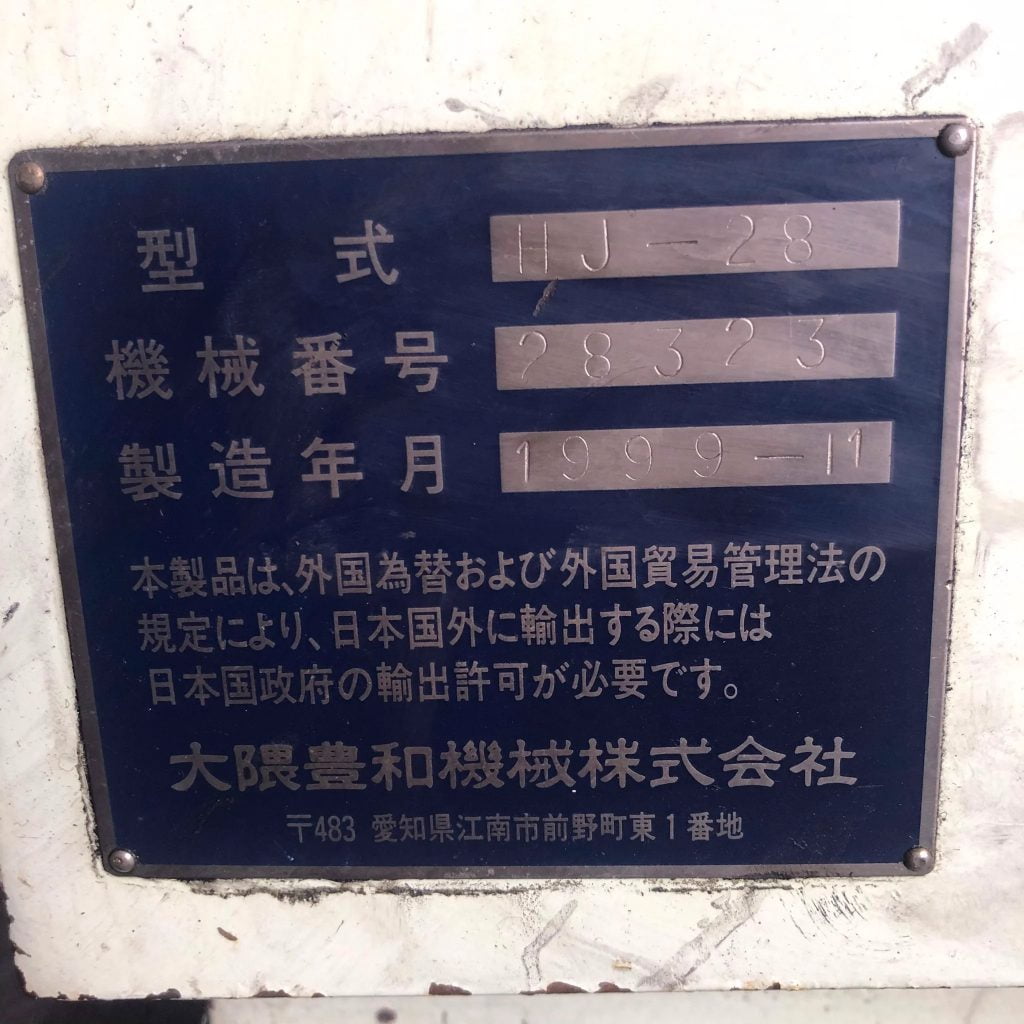 型式 HJ-28
機械番号 28323
製造年月 1999-11
本製品は、外国為替および外国貿易管理法の
規定により、日本国外に輸出する際には
日本国政府の輸出許可が必要です。
大隈豊和機械株式会社
〒483 愛知県江南市前野町東1番地